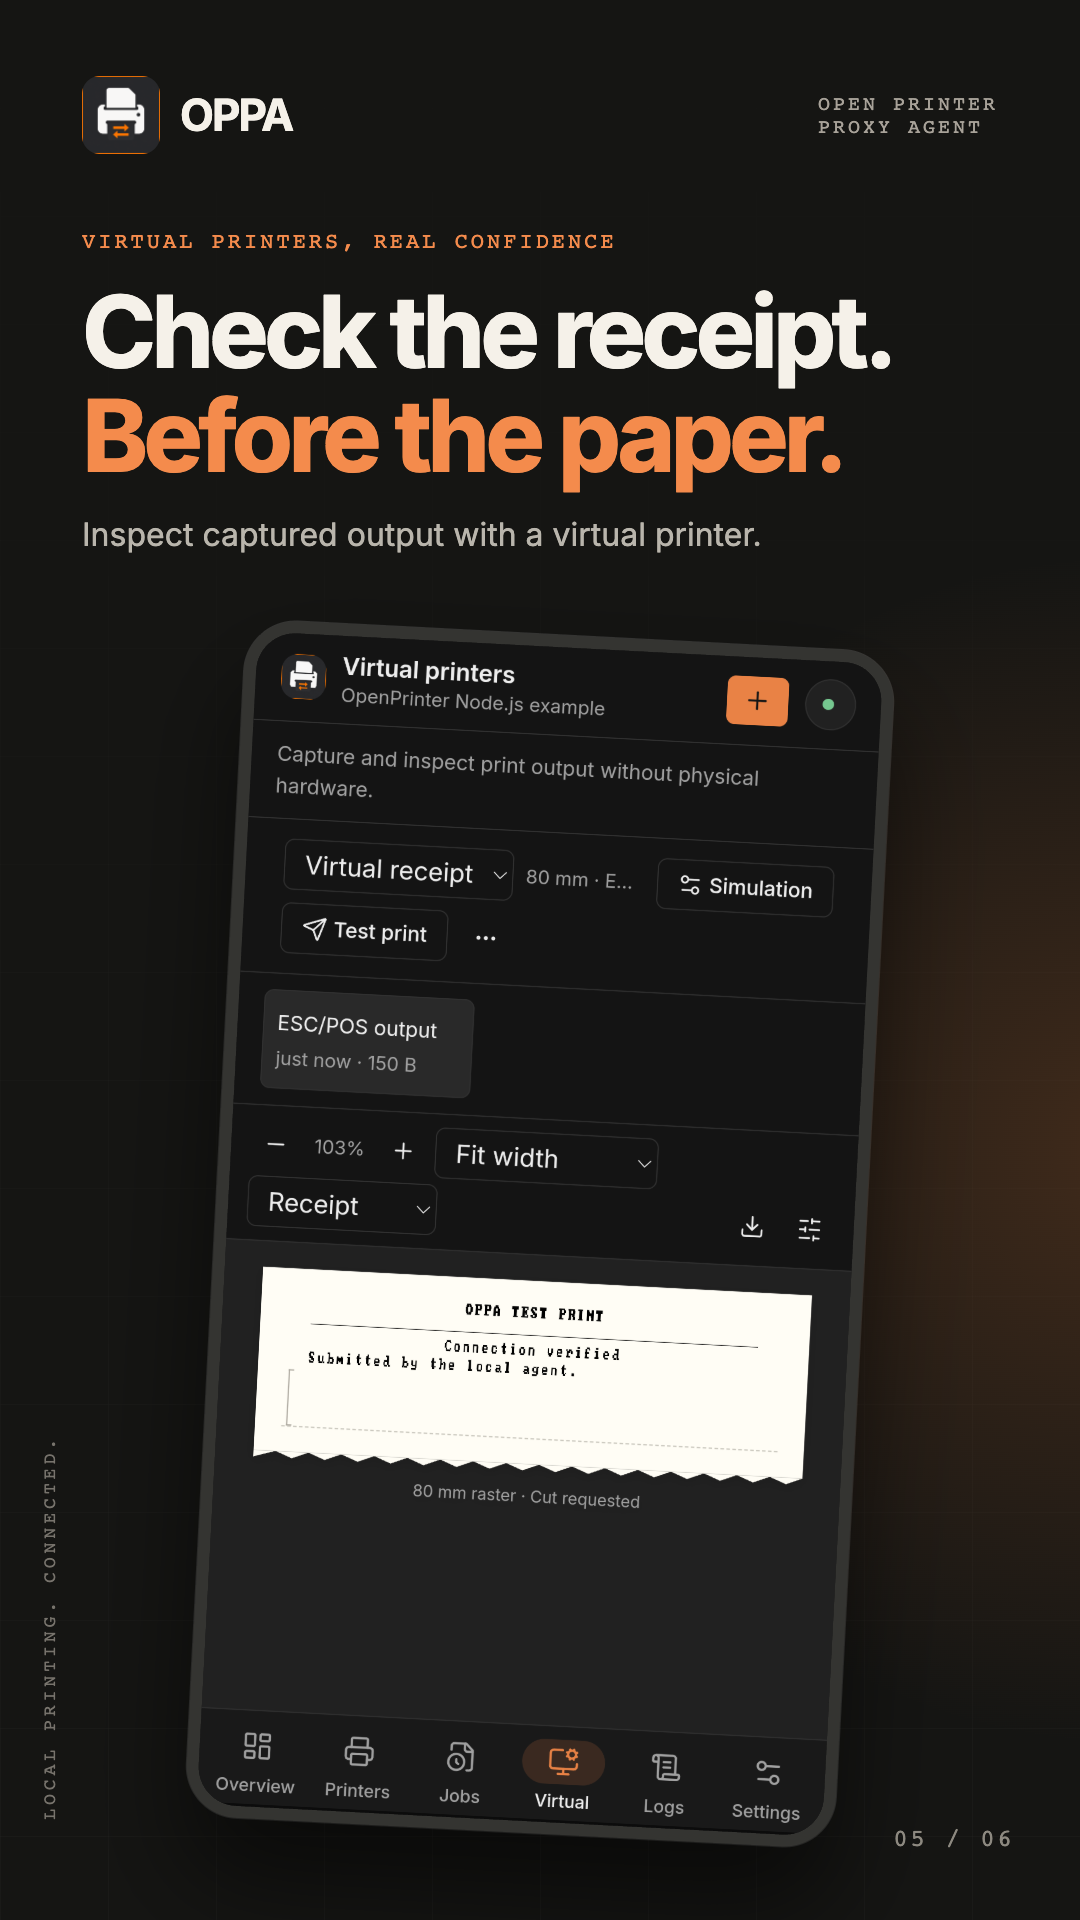 OPPA
OPEN PRINTER
PROXY AGENT
VIRTUAL PRINTERS, REAL CONFIDENCE
Check the receipt.
Before the paper.
Inspect captured output with a virtual printer.
Virtual printers
OpenPrinter Node.js example
+
Capture and inspect print output without physical
hardware.
Virtual receipt
80 mm · E...
Simulation
Test print
...
ESC/POS output
just now · 150 B
− 103% +
Fit width
Receipt
OPPA TEST PRINT
Connection verified
Submitted by the local agent.
80 mm raster · Cut requested
Overview
Printers
Jobs
Virtual
Logs
Settings
LOCAL PRINTING. CONNECTED.
05 / 06